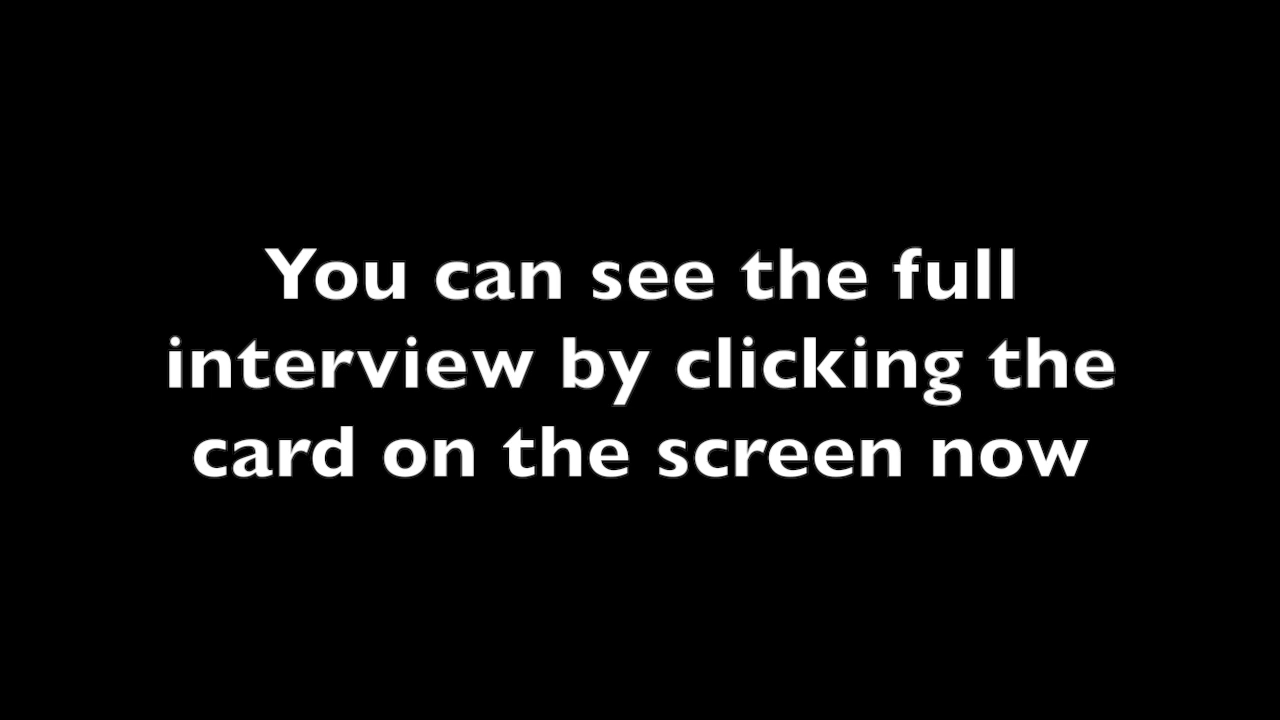 You can see the full
interview by clicking the
card on the screen now